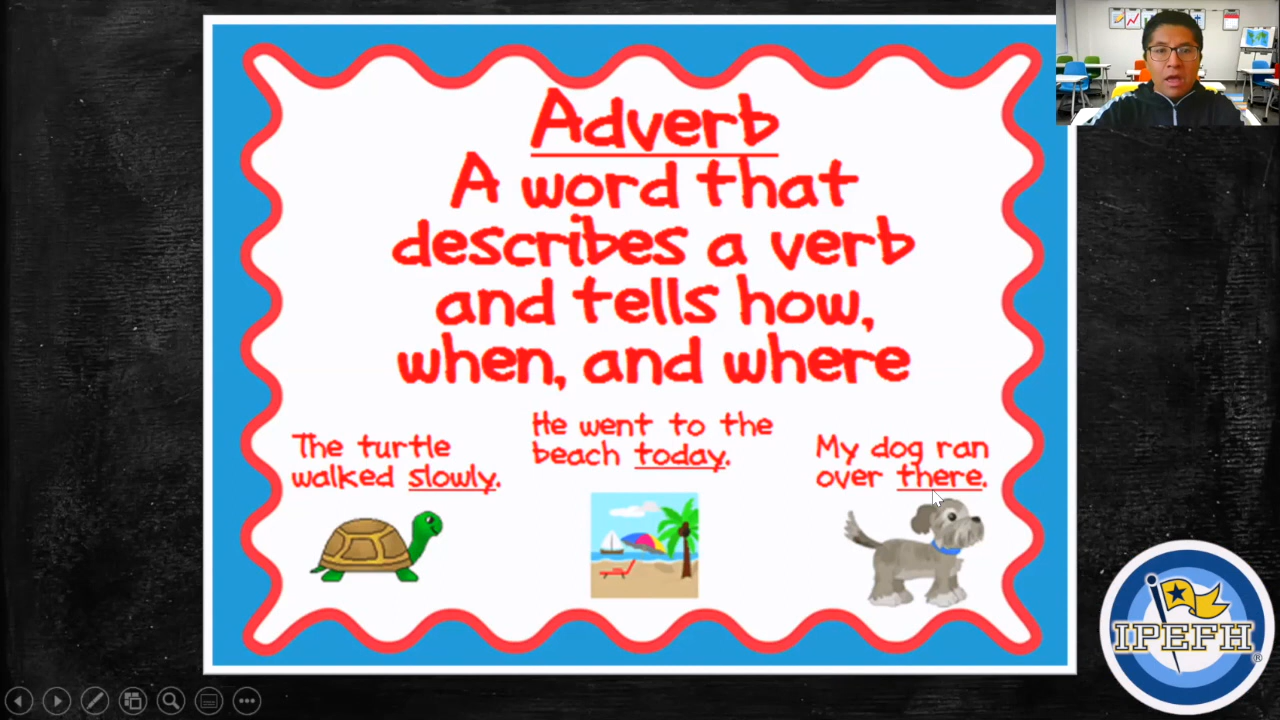 Adverb
A word that
describes a verb
and tells how,
when, and where
The turtle
walked slowly.
He went to the
beach today.
My dog ran
over there.
IPEFH
®